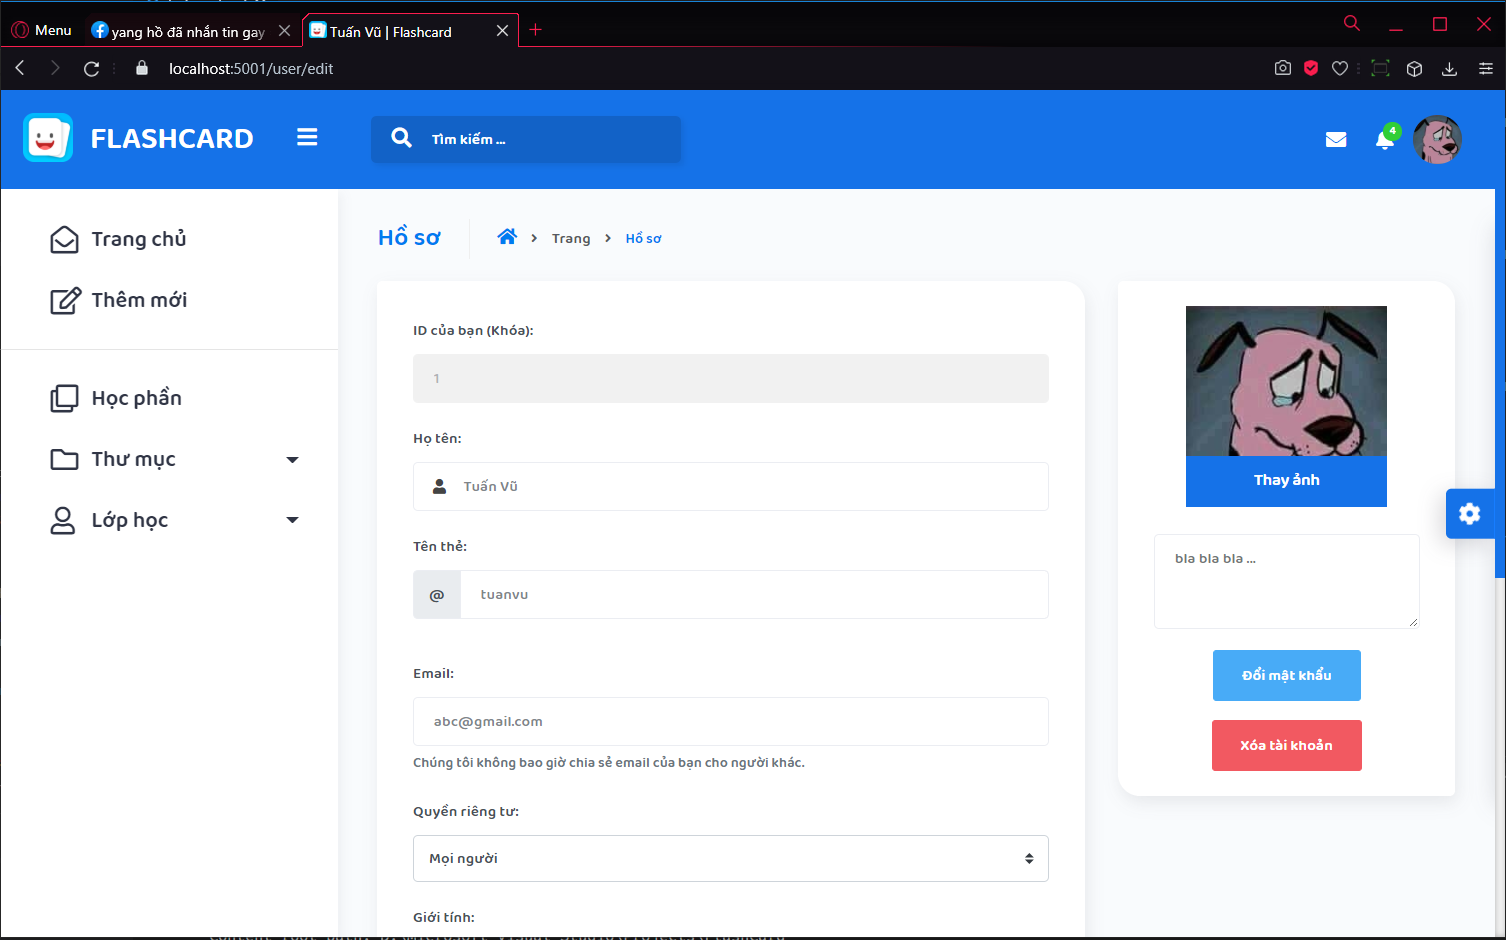 Menu
yang hồ đã nhắn tin gay
Tuấn Vũ | Flashcard
localhost:5001/user/edit
FLASHCARD
Tìm kiếm ...
4
Trang chủ
Thêm mới
Học phần
Thư mục
Lớp học
Hồ sơ
Trang
Hồ sơ
ID của bạn (Khóa):
1
Họ tên:
Tuấn Vũ
Tên thẻ:
@ tuanvu
Email:
abc@gmail.com
Chúng tôi không bao giờ chia sẻ email của bạn cho người khác.
Quyền riêng tư:
Mọi người
Giới tính:
Thay ảnh
bla bla bla ...
Đổi mật khẩu
Xóa tài khoản